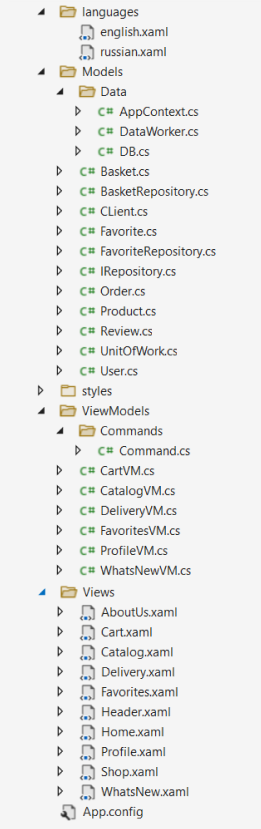 languages
english.xaml
russian.xaml
Models
Data
C# AppContext.cs
C# DataWorker.cs
C# DB.cs
C# Basket.cs
C# BasketRepository.cs
C# CLient.cs
C# Favorite.cs
C# FavoriteRepository.cs
C# IRepository.cs
C# Order.cs
C# Product.cs
C# Review.cs
C# UnitOfWork.cs
C# User.cs
styles
ViewModels
Commands
C# Command.cs
C# CartVM.cs
C# CatalogVM.cs
C# DeliveryVM.cs
C# FavoritesVM.cs
C# ProfileVM.cs
C# WhatsNewVM.cs
Views
AboutUs.xaml
Cart.xaml
Catalog.xaml
Delivery.xaml
Favorites.xaml
Header.xaml
Home.xaml
Profile.xaml
Shop.xaml
WhatsNew.xaml
App.config